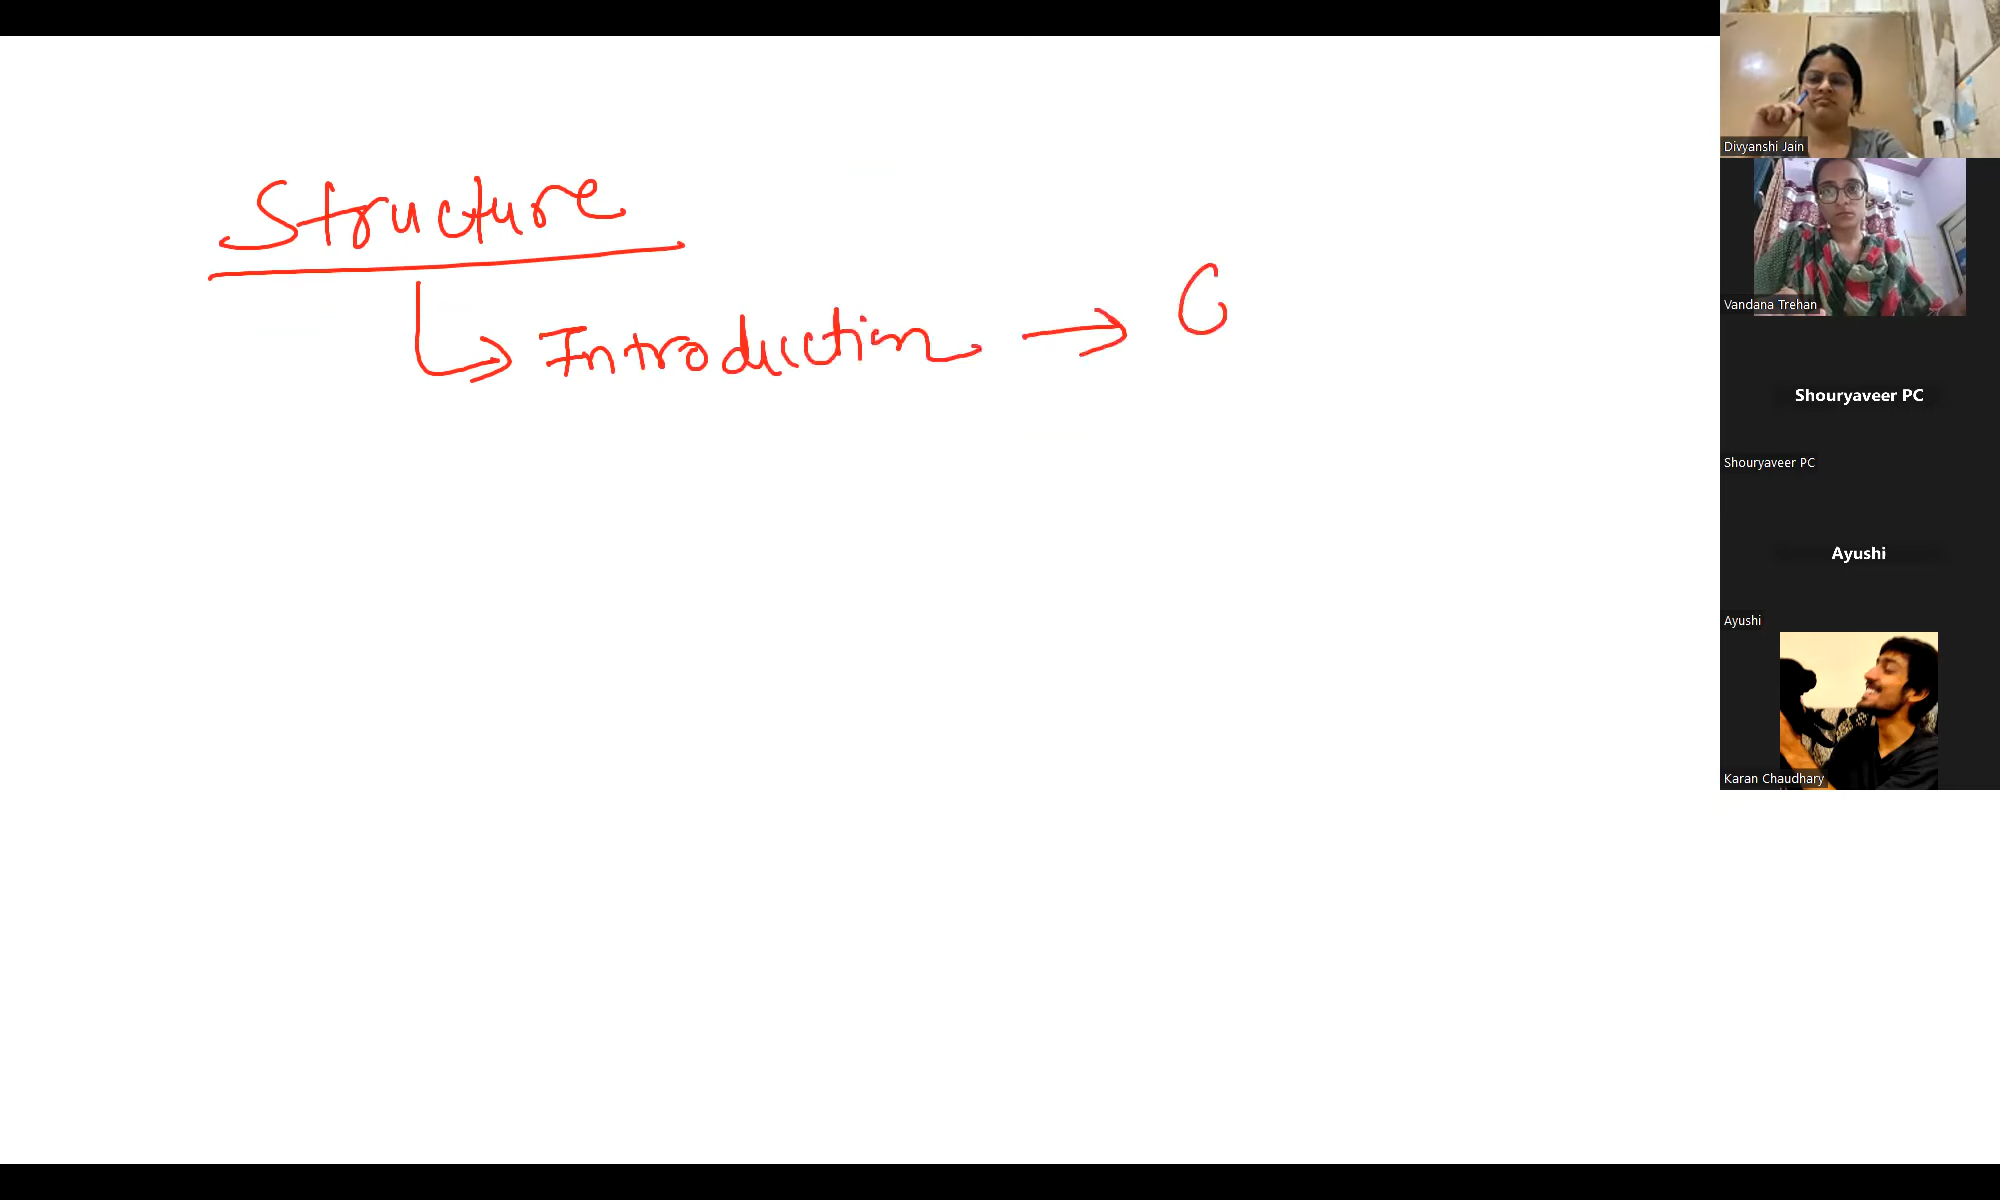 Structure
Introduction →
Divyanshi Jain
Vandana Trehan
Shouryaveer PC
Shouryaveer PC
Ayushi
Ayushi
Karan Chaudhary